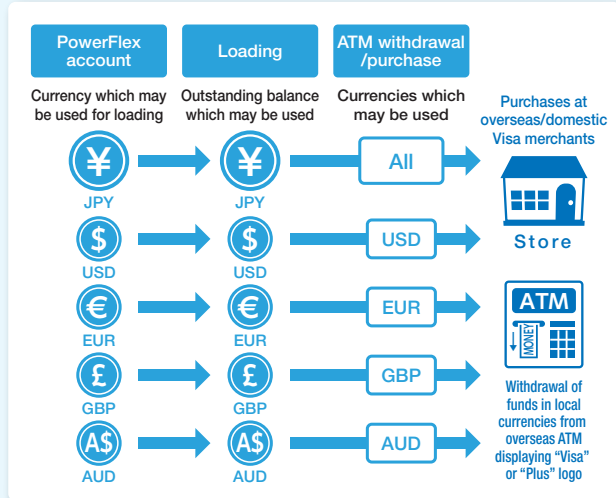 PowerFlex
account
Loading
ATM withdrawal
/purchase
Currency which may
be used for loading
Outstanding balance
which may be used
Currencies which
may be used
Purchases at
overseas/domestic
Visa merchants
¥
JPY
¥
JPY
All
Store
$
USD
$
USD
USD
€
EUR
€
EUR
EUR
ATM
MONEY
£
GBP
£
GBP
GBP
A$
AUD
A$
AUD
AUD
Withdrawal of
funds in local
currencies from
overseas ATM
displaying “Visa”
or “Plus” logo